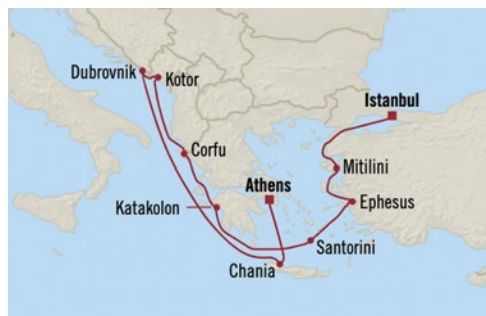 Dubrovnik
Kotor
Istanbul
Corfu
Mitilini
Athens
Katakolon
Ephesus
Santorini
Chania